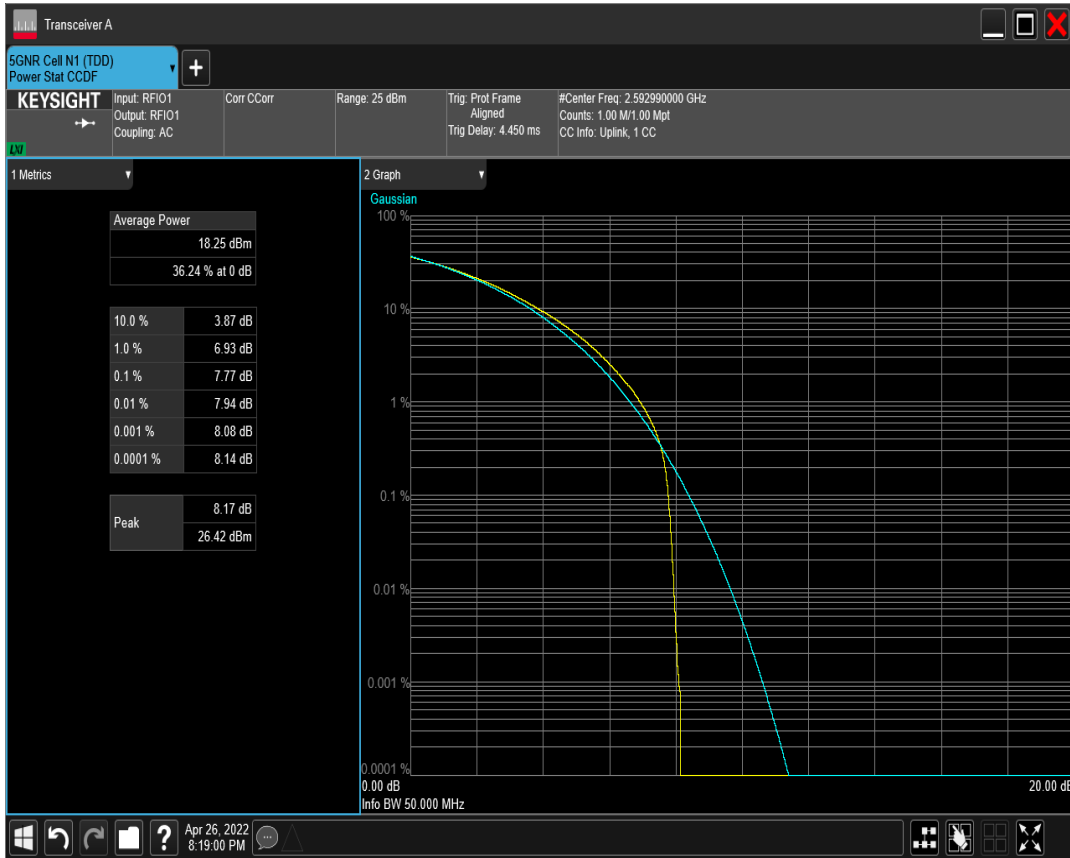 Transceiver A
5GNR Cell N1 (TDD)
Power Stat CCDF
+
KEYSIGHT
LXI
Input: RFIO1
Output: RFIO1
Coupling: AC
Corr CCorr
Range: 25 dBm
Trig: Prot Frame
Aligned
Trig Delay: 4.450 ms
#Center Freq: 2.592990000 GHz
Counts: 1.00 M/1.00 Mpt
CC Info: Uplink, 1 CC
1 Metrics
Average Power
18.25 dBm
36.24 % at 0 dB
10.0 % 3.87 dB
1.0 % 6.93 dB
0.1 % 7.77 dB
0.01 % 7.94 dB
0.001 % 8.08 dB
0.0001 % 8.14 dB
Peak
8.17 dB
26.42 dBm
2 Graph
Gaussian
100 %
10 %
1 %
0.1 %
0.01 %
0.001 %
0.0001 %
0.00 dB 20.00 dB
Info BW 50.000 MHz
?
Apr 26, 2022
8:19:00 PM